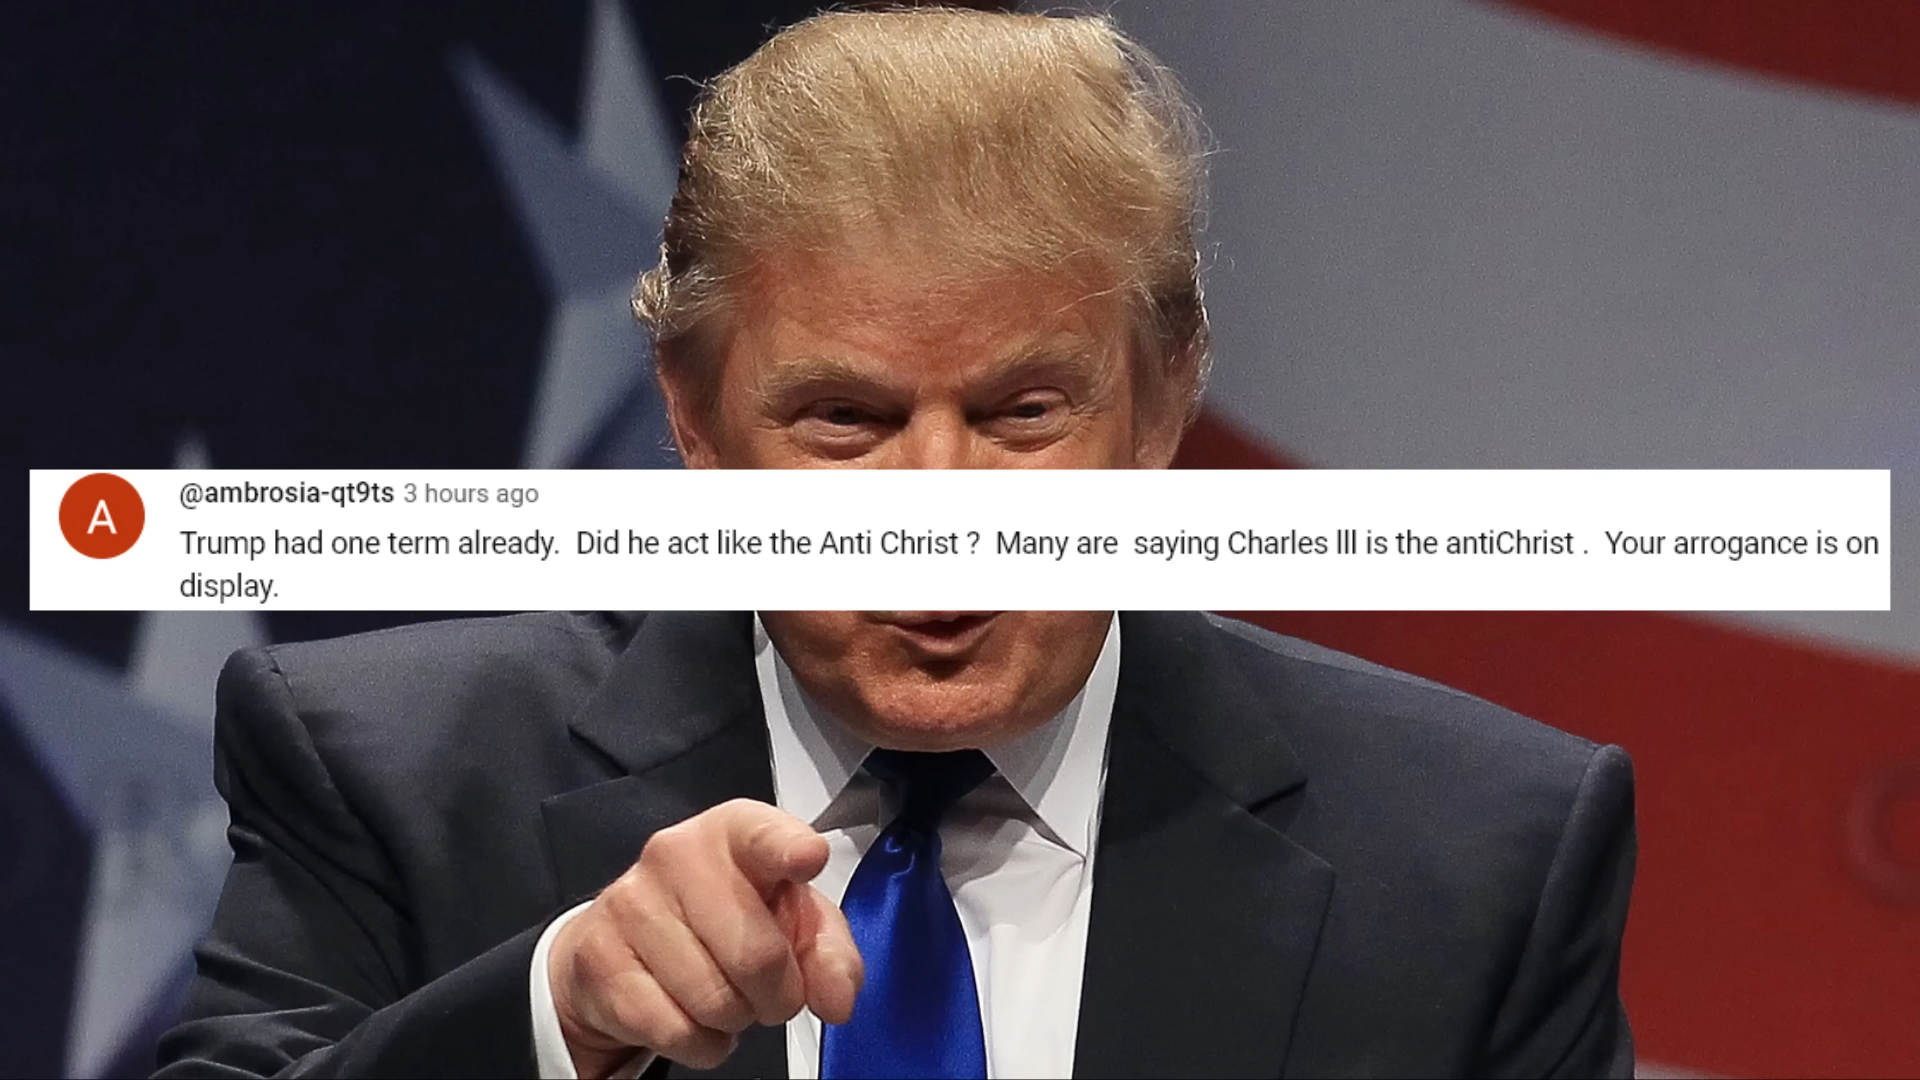 A
@ambrosia-qt9ts 3 hours ago
Trump had one term already.  Did he act like the Anti Christ ?  Many are  saying Charles lll is the antiChrist .  Your arrogance is on
display.